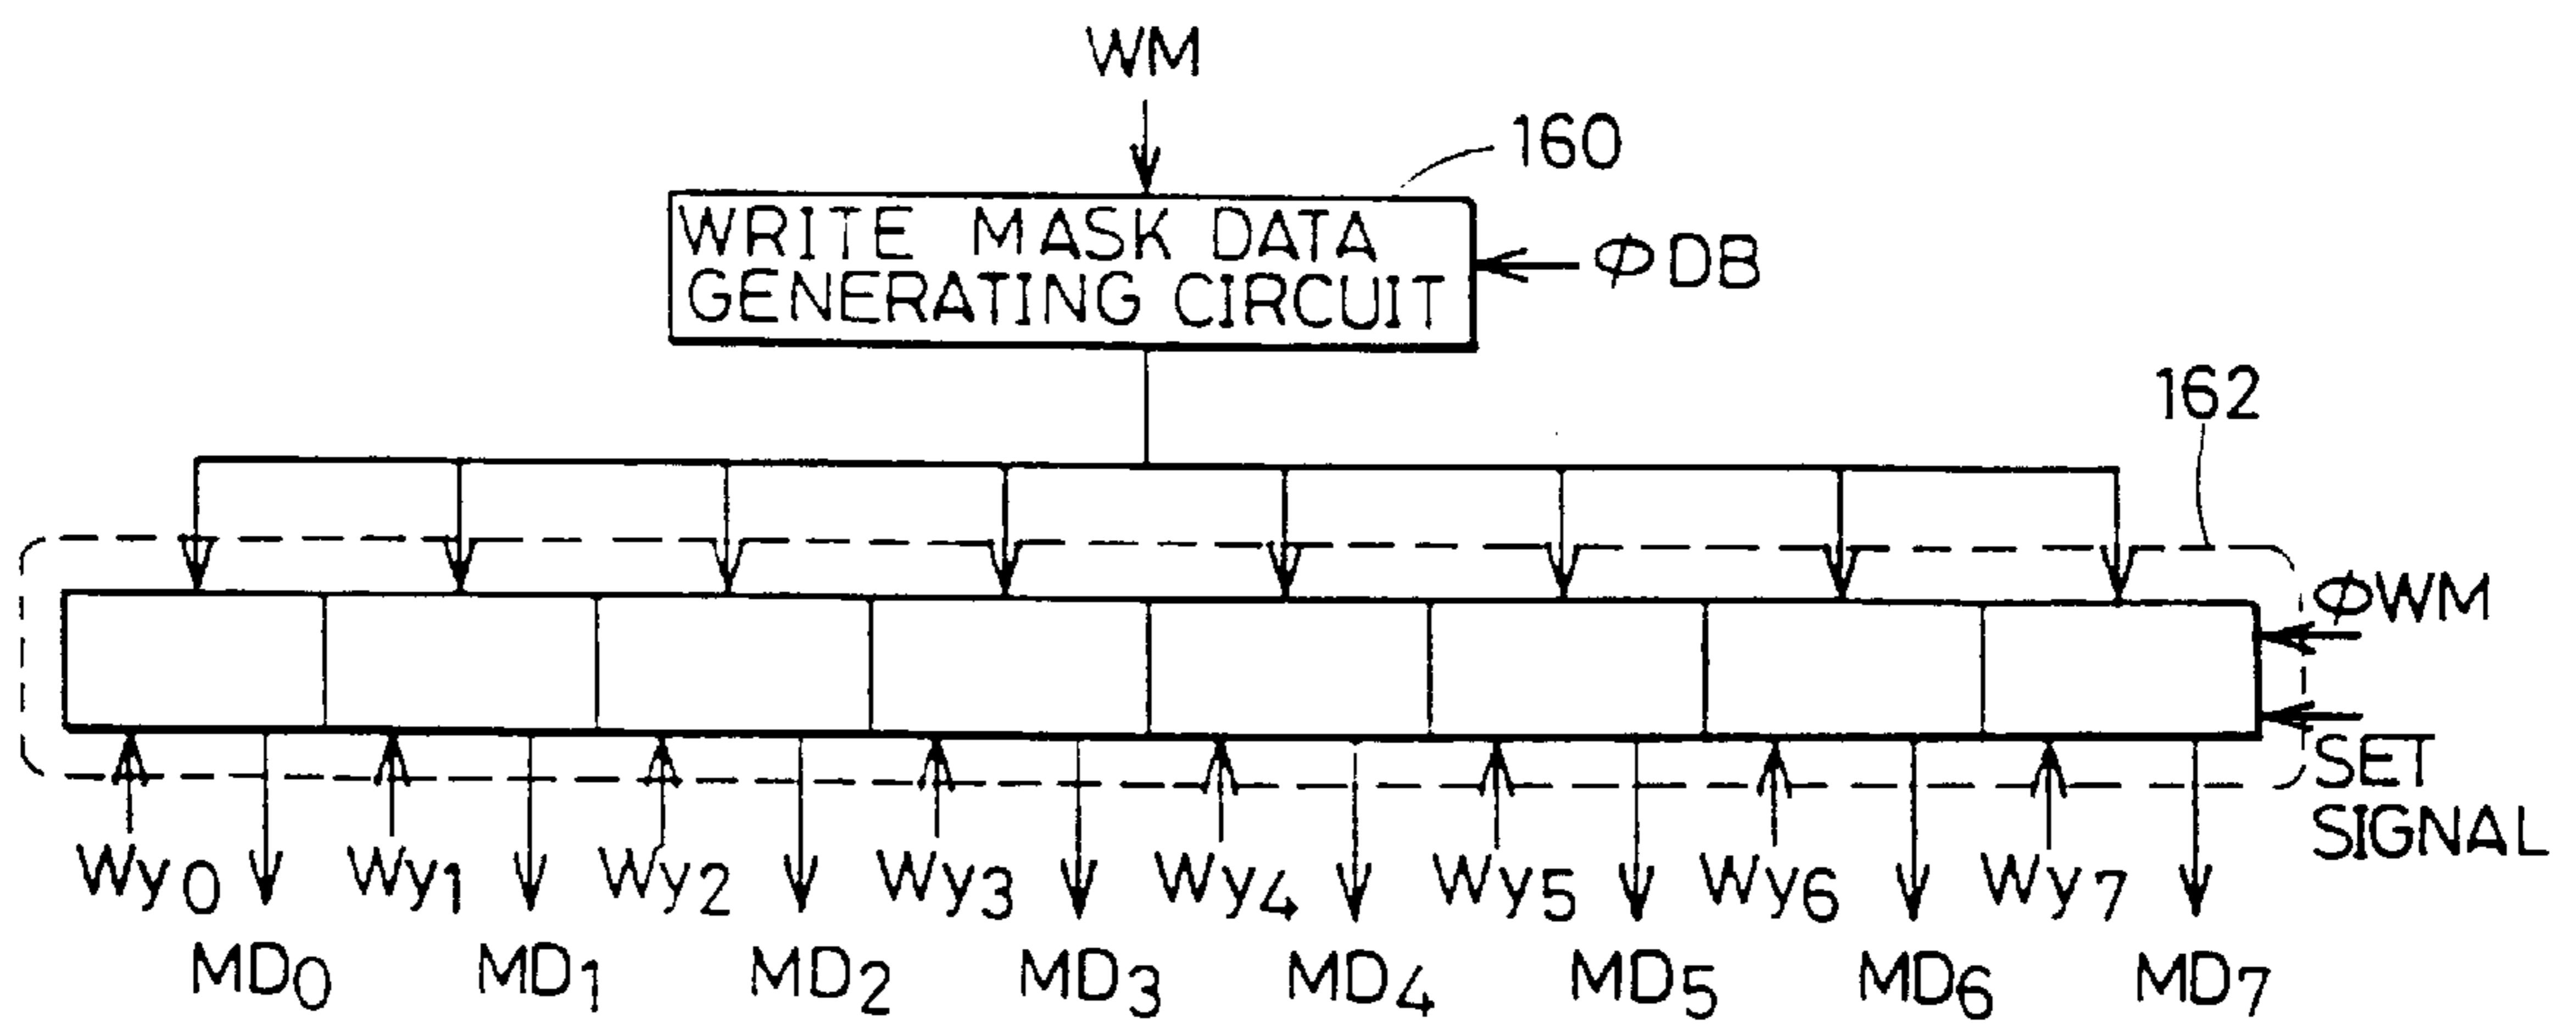 WM
160
WRITE MASK DATA
GENERATING CIRCUIT
ϕDB
162
ϕWM
SET
SIGNAL
Wy0 Wy1 Wy2 Wy3 Wy4 Wy5 Wy6 Wy7
MD0 MD1 MD2 MD3 MD4 MD5 MD6 MD7